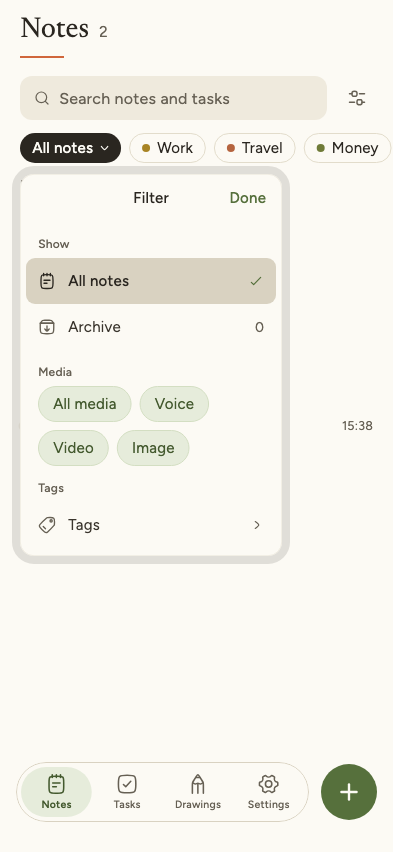 Notes 2
Search notes and tasks
All notes Work Travel Money
Filter Done
Show
All notes
Archive 0
Media
All media Voice
15:38
Video Image
Tags
Tags
Notes Tasks Drawings Settings